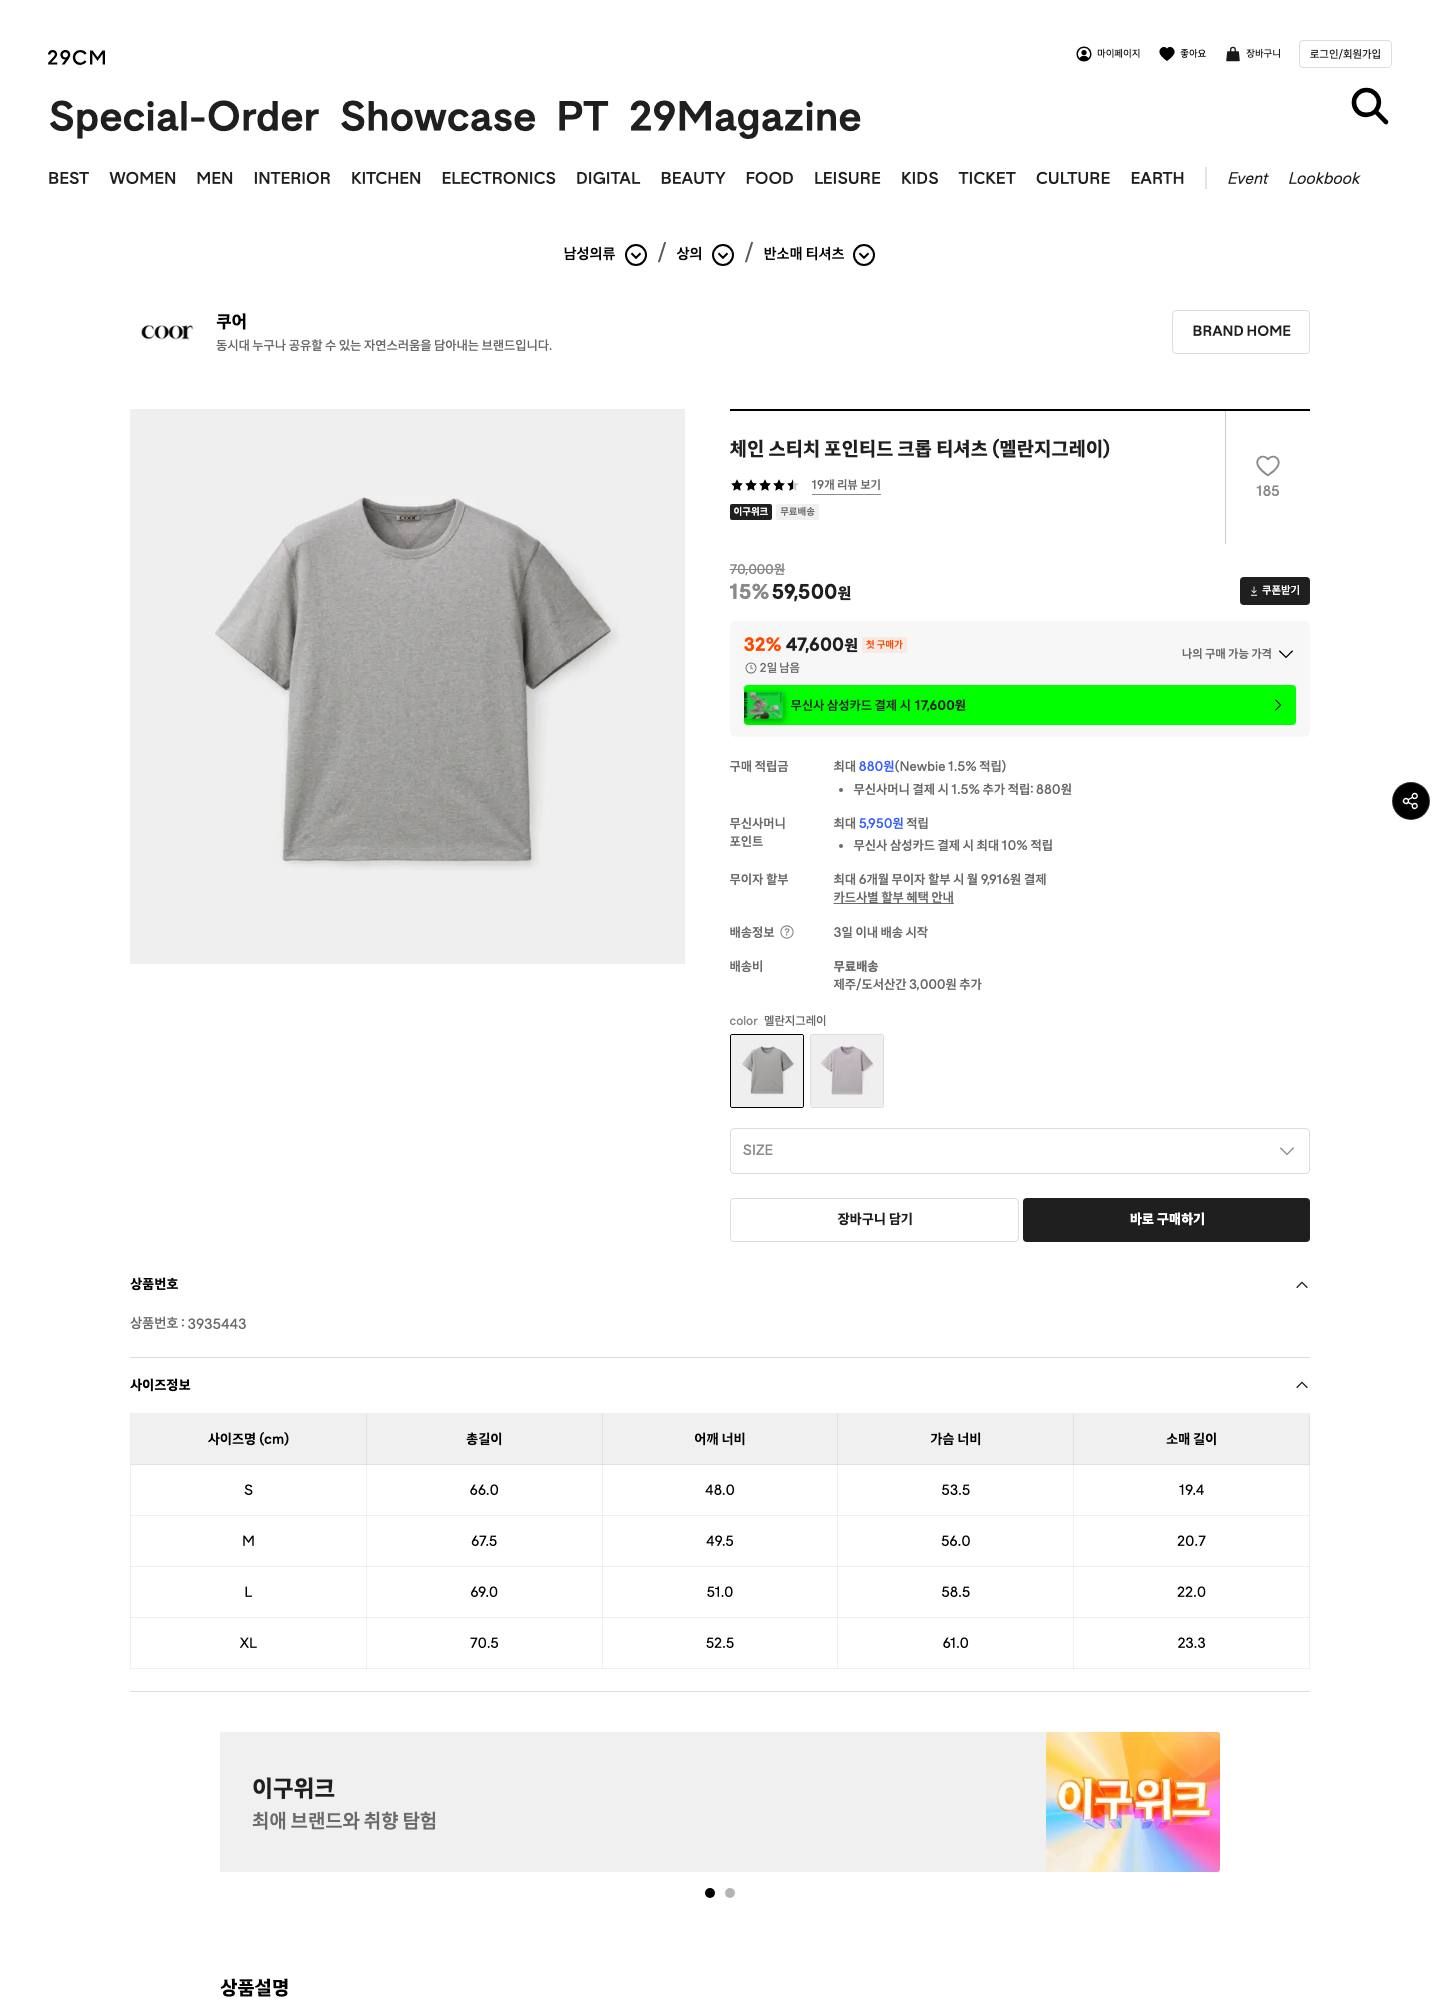 29CM
마이페이지
좋아요
장바구니
로그인/회원가입
Special-Order Showcase PT 29Magazine
BEST WOMEN MEN INTERIOR KITCHEN ELECTRONICS DIGITAL BEAUTY FOOD LEISURE KIDS TICKET CULTURE EARTH Event Lookbook
남성의류 / 상의 / 반소매 티셔츠
coor
쿠어
동시대 누구나 공유할 수 있는 자연스러움을 담아내는 브랜드입니다.
BRAND HOME
coor
체인 스티치 포인티드 크롭 티셔츠 (멜란지그레이)
19개 리뷰 보기
이구위크 무료배송
185
70,000원
15% 59,500원
쿠폰받기
32% 47,600원 첫 구매가
2일 남음
나의 구매 가능 가격
무신사 삼성카드 결제 시 17,600원
구매 적립금
최대 880원(Newbie 1.5% 적립)
• 무신사머니 결제 시 1.5% 추가 적립: 880원
무신사머니
포인트
최대 5,950원 적립
• 무신사 삼성카드 결제 시 최대 10% 적립
무이자 할부
최대 6개월 무이자 할부 시 월 9,916원 결제
카드사별 할부 혜택 안내
배송정보 ?
3일 이내 배송 시작
배송비
무료배송
제주/도서산간 3,000원 추가
color 멜란지그레이
SIZE
장바구니 담기
바로 구매하기
상품번호
상품번호 : 3935443
사이즈정보
사이즈명 (cm) 총길이 어깨 너비 가슴 너비 소매 길이
S 66.0 48.0 53.5 19.4
M 67.5 49.5 56.0 20.7
L 69.0 51.0 58.5 22.0
XL 70.5 52.5 61.0 23.3
이구위크
최애 브랜드와 취향 탐험
이구위크
상품설명